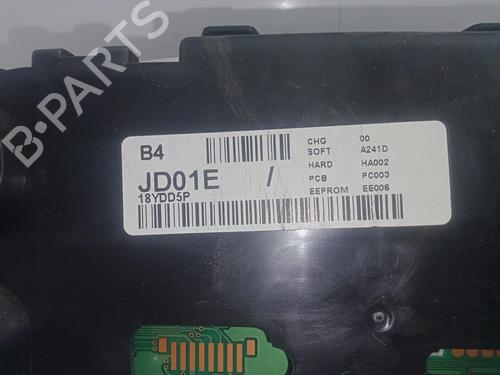 B-PARTS
B4
CHG 00
SOFT A241D
JD01E /
HARD HA002
18YDD5P
PCB PC003
EEPROM EE006